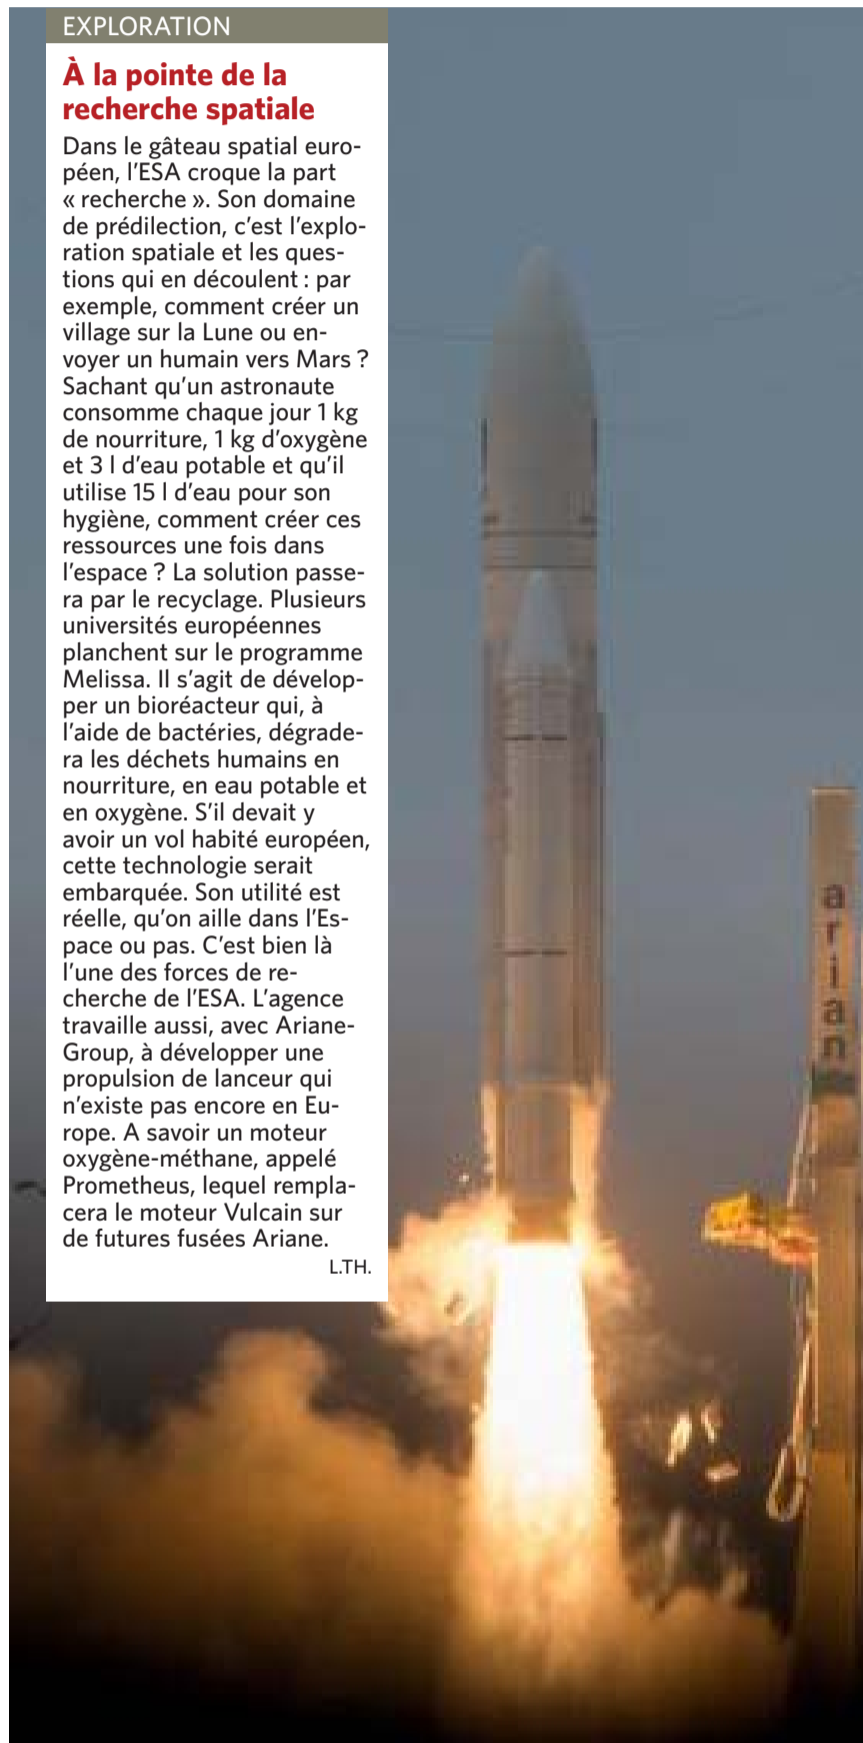 EXPLORATION
À la pointe de la
recherche spatiale
Dans le gâteau spatial euro-
péen, l’ESA croque la part
« recherche ». Son domaine
de prédilection, c’est l’explo-
ration spatiale et les ques-
tions qui en découlent : par
exemple, comment créer un
village sur la Lune ou en-
voyer un humain vers Mars ?
Sachant qu’un astronaute
consomme chaque jour 1 kg
de nourriture, 1 kg d’oxygène
et 3 l d’eau potable et qu’il
utilise 15 l d’eau pour son
hygiène, comment créer ces
ressources une fois dans
l’espace ? La solution passe-
ra par le recyclage. Plusieurs
universités européennes
planchent sur le programme
Melissa. Il s’agit de dévelop-
per un bioréacteur qui, à
l’aide de bactéries, dégrade-
ra les déchets humains en
nourriture, en eau potable et
en oxygène. S’il devait y
avoir un vol habité européen,
cette technologie serait
embarquée. Son utilité est
réelle, qu’on aille dans l’Es-
pace ou pas. C’est bien là
l’une des forces de re-
cherche de l’ESA. L’agence
travaille aussi, avec Ariane-
Group, à développer une
propulsion de lanceur qui
n’existe pas encore en Eu-
rope. A savoir un moteur
oxygène-méthane, appelé
Prometheus, lequel rempla-
cera le moteur Vulcain sur
de futures fusées Ariane.
L.TH.
arian